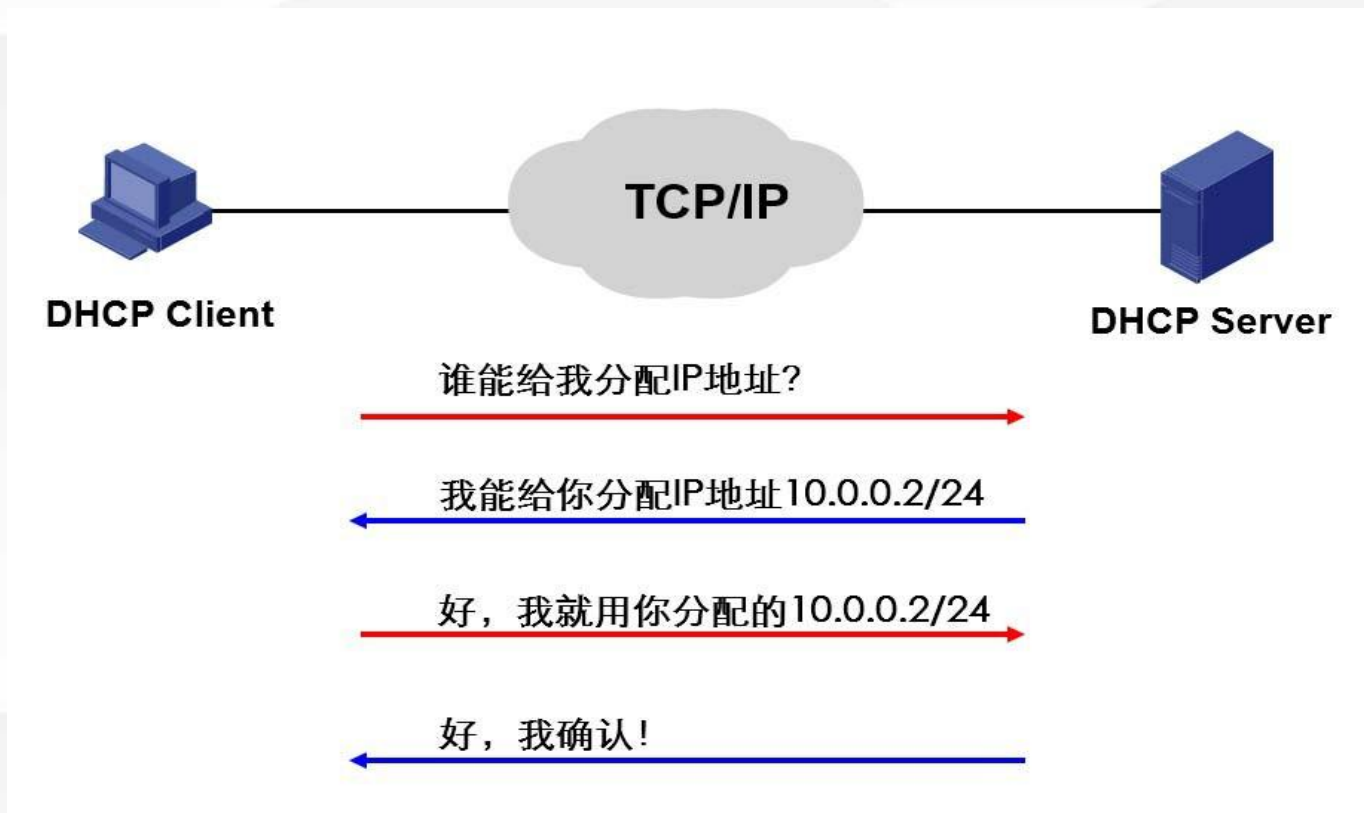 TCP/IP
DHCP Client
DHCP Server
谁能给我分配IP地址?
我能给你分配IP地址10.0.0.2/24
好，我就用你分配的10.0.0.2/24
好，我确认!